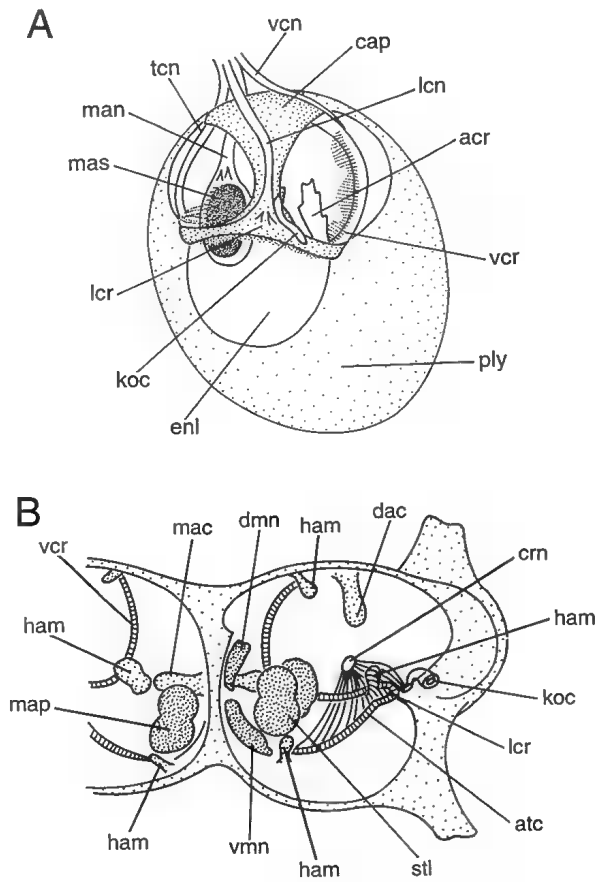 A
vcn
cap
tcn
lcn
man
acr
mas
vcr
lcr
koc
ply
enl
B
mac
dmn
ham
dac
vcr
crn
ham
ham
koc
map
lcr
ham
vmn
ham
stl
atc